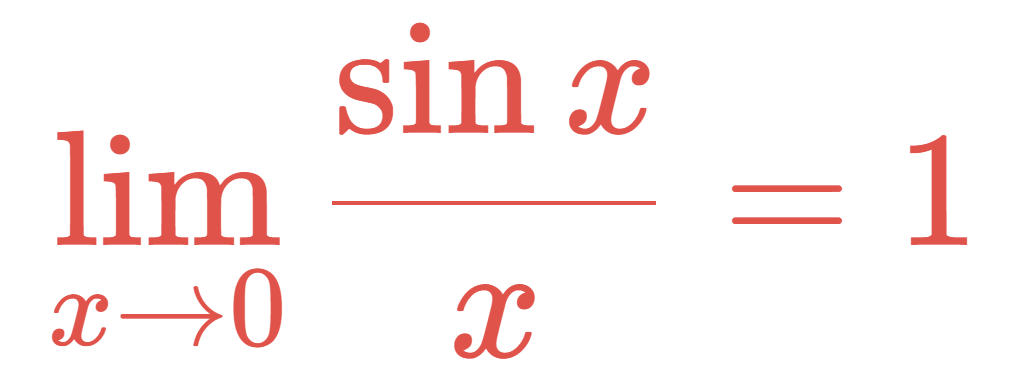 lim x→0 sin x / x = 1